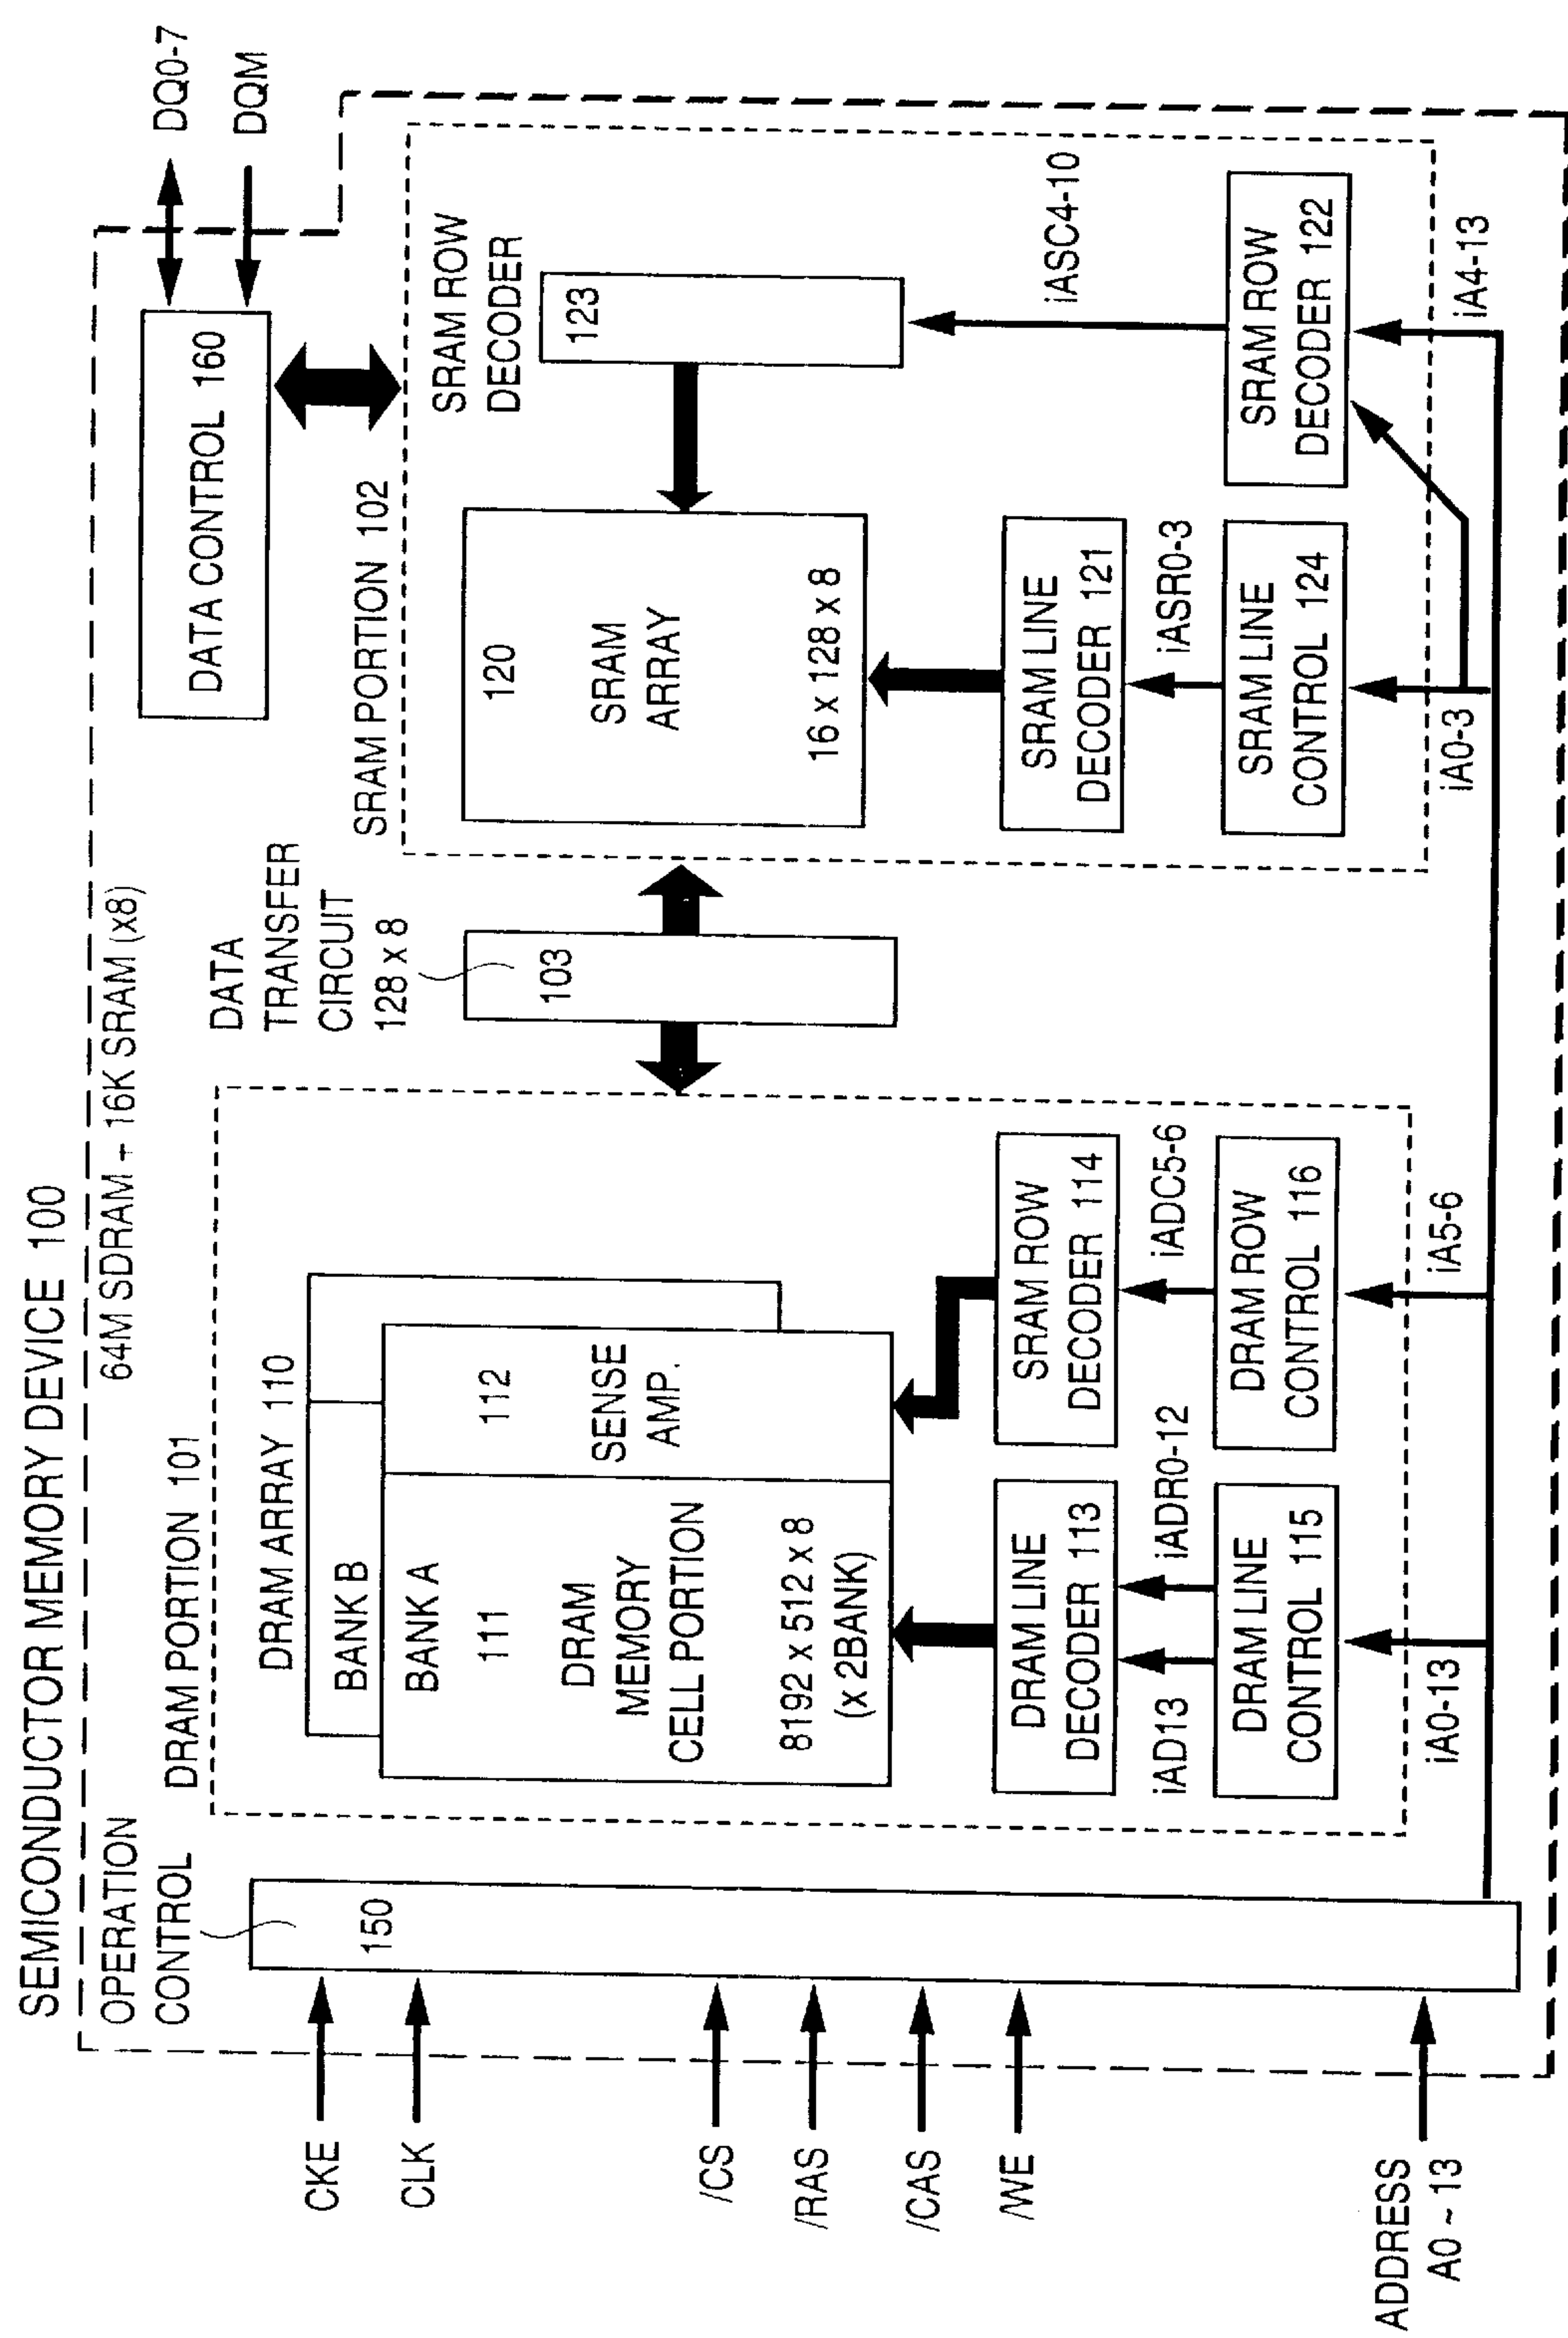 SEMICONDUCTOR MEMORY DEVICE 100
64M SDRAM + 16K SRAM (x8)
OPERATION
CONTROL
150
CKE
CLK
/CS
/RAS
/CAS
/WE
ADDRESS
A0 ~ 13
DRAM PORTION 101
DRAM ARRAY 110
BANK B
BANK A
111
DRAM
MEMORY
CELL PORTION
8192 x 512 x 8
(x 2BANK)
112
SENSE
AMP.
DRAM LINE
DECODER 113
SRAM ROW
DECODER 114
iAD13
iADR0-12
iADC5-6
DRAM LINE
CONTROL 115
DRAM ROW
CONTROL 116
iA0-13
iA5-6
DATA
TRANSFER
CIRCUIT
128 x 8
103
SRAM PORTION 102
120
SRAM
ARRAY
16 x 128 x 8
SRAM ROW
DECODER
123
SRAM LINE
DECODER 121
iASR0-3
iASC4-10
SRAM LINE
CONTROL 124
SRAM ROW
DECODER 122
iA0-3
iA4-13
DATA CONTROL 160
DQ0-7
DQM